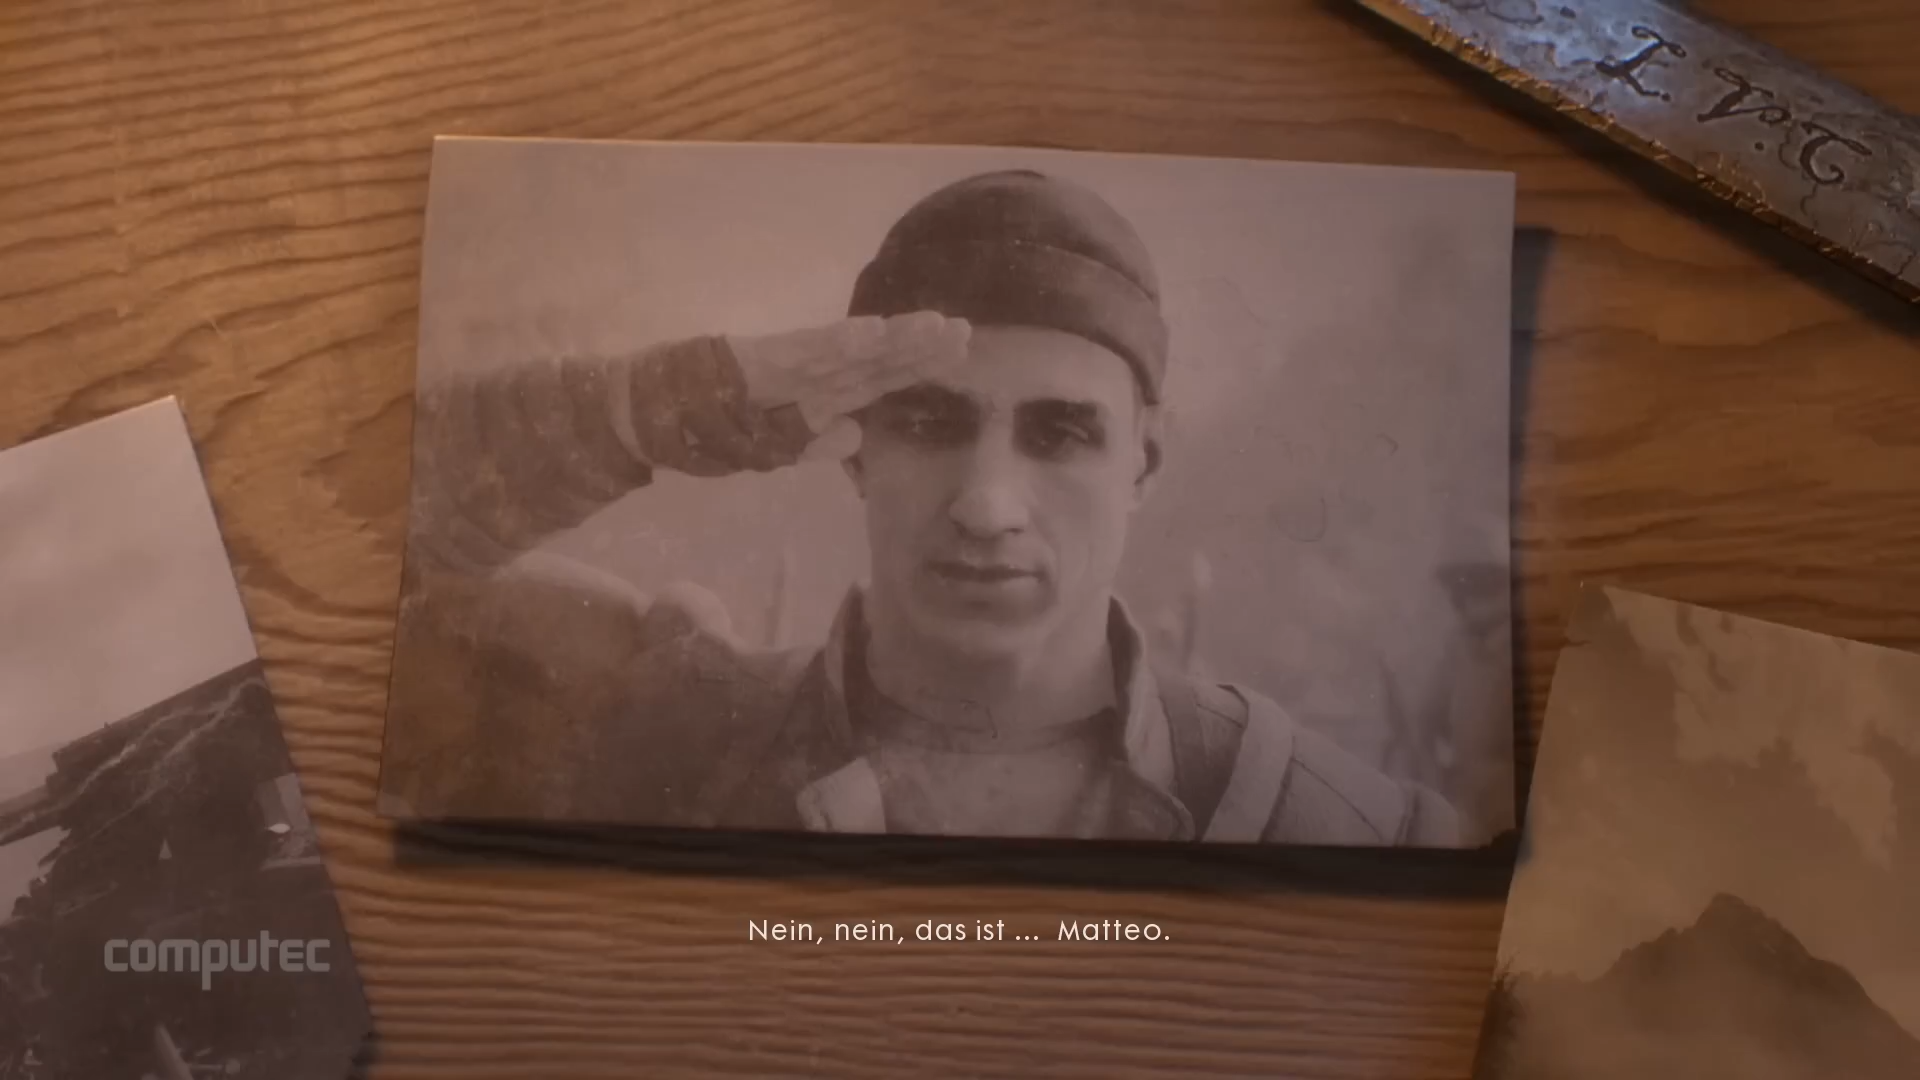 I. V. T
Nein, nein, das ist ... Matteo.
computec